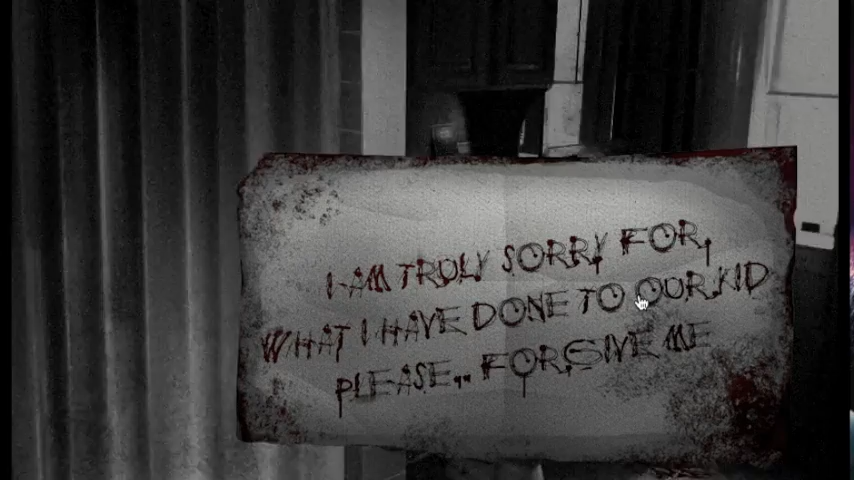 I AM TRULY SORRY FOR,
WHAT I HAVE DONE TO OUR KID
PLEASE.. FORGIVE ME